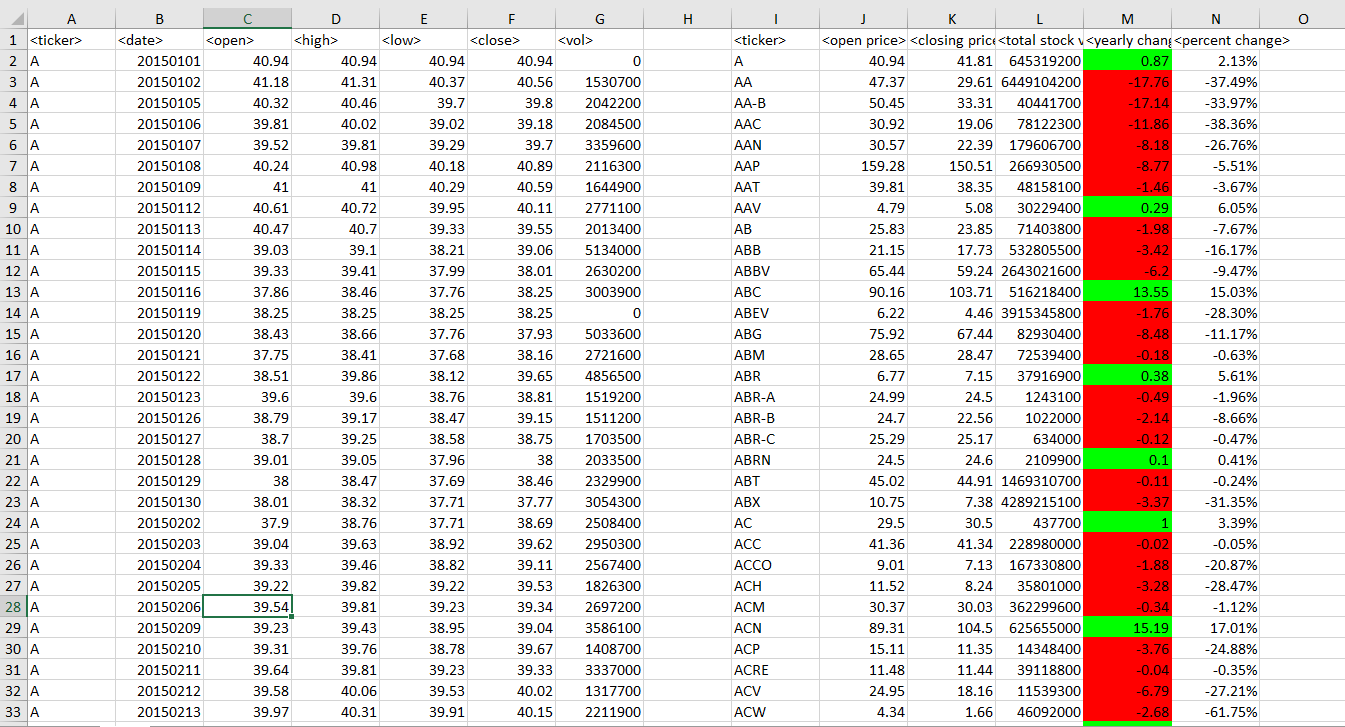 A B C D E F G H I J K L M N O
1 <ticker> <date> <open> <high> <low> <close> <vol> <ticker> <open price> <closing price <total stock v <yearly chang <percent change>
2 A 20150101 40.94 40.94 40.94 40.94 0 A 40.94 41.81 645319200 0.87 2.13%
3 A 20150102 41.18 41.31 40.37 40.56 1530700 AA 47.37 29.61 6449104200 -17.76 -37.49%
4 A 20150105 40.32 40.46 39.7 39.8 2042200 AA-B 50.45 33.31 40441700 -17.14 -33.97%
5 A 20150106 39.81 40.02 39.02 39.18 2084500 AAC 30.92 19.06 78122300 -11.86 -38.36%
6 A 20150107 39.52 39.81 39.29 39.7 3359600 AAN 30.57 22.39 179606700 -8.18 -26.76%
7 A 20150108 40.24 40.98 40.18 40.89 2116300 AAP 159.28 150.51 266930500 -8.77 -5.51%
8 A 20150109 41 41 40.29 40.59 1644900 AAT 39.81 38.35 48158100 -1.46 -3.67%
9 A 20150112 40.61 40.72 39.95 40.11 2771100 AAV 4.79 5.08 30229400 0.29 6.05%
10 A 20150113 40.47 40.7 39.33 39.55 2013400 AB 25.83 23.85 71403800 -1.98 -7.67%
11 A 20150114 39.03 39.1 38.21 39.06 5134000 ABB 21.15 17.73 532805500 -3.42 -16.17%
12 A 20150115 39.33 39.41 37.99 38.01 2630200 ABBV 65.44 59.24 2643021600 -6.2 -9.47%
13 A 20150116 37.86 38.46 37.76 38.25 3003900 ABC 90.16 103.71 516218400 13.55 15.03%
14 A 20150119 38.25 38.25 38.25 38.25 0 ABEV 6.22 4.46 3915345800 -1.76 -28.30%
15 A 20150120 38.43 38.66 37.76 37.93 5033600 ABG 75.92 67.44 82930400 -8.48 -11.17%
16 A 20150121 37.75 38.41 37.68 38.16 2721600 ABM 28.65 28.47 72539400 -0.18 -0.63%
17 A 20150122 38.51 39.86 38.12 39.65 4856500 ABR 6.77 7.15 37916900 0.38 5.61%
18 A 20150123 39.6 39.6 38.76 38.81 1519200 ABR-A 24.99 24.5 1243100 -0.49 -1.96%
19 A 20150126 38.79 39.17 38.47 39.15 1511200 ABR-B 24.7 22.56 1022000 -2.14 -8.66%
20 A 20150127 38.7 39.25 38.58 38.75 1703500 ABR-C 25.29 25.17 634000 -0.12 -0.47%
21 A 20150128 39.01 39.05 37.96 38 2033500 ABRN 24.5 24.6 2109900 0.1 0.41%
22 A 20150129 38 38.47 37.69 38.46 2329900 ABT 45.02 44.91 1469310700 -0.11 -0.24%
23 A 20150130 38.01 38.32 37.71 37.77 3054300 ABX 10.75 7.38 4289215100 -3.37 -31.35%
24 A 20150202 37.9 38.76 37.71 38.69 2508400 AC 29.5 30.5 437700 1 3.39%
25 A 20150203 39.04 39.63 38.92 39.62 2950300 ACC 41.36 41.34 228980000 -0.02 -0.05%
26 A 20150204 39.33 39.46 38.82 39.11 2567400 ACCO 9.01 7.13 167330800 -1.88 -20.87%
27 A 20150205 39.22 39.82 39.22 39.53 1826300 ACH 11.52 8.24 35801000 -3.28 -28.47%
28 A 20150206 39.54 39.81 39.23 39.34 2697200 ACM 30.37 30.03 362299600 -0.34 -1.12%
29 A 20150209 39.23 39.43 38.95 39.04 3586100 ACN 89.31 104.5 625655000 15.19 17.01%
30 A 20150210 39.31 39.76 38.78 39.67 1408700 ACP 15.11 11.35 14348400 -3.76 -24.88%
31 A 20150211 39.64 39.81 39.23 39.33 3337000 ACRE 11.48 11.44 39118800 -0.04 -0.35%
32 A 20150212 39.58 40.06 39.53 40.02 1317700 ACV 24.95 18.16 11539300 -6.79 -27.21%
33 A 20150213 39.97 40.31 39.91 40.15 2211900 ACW 4.34 1.66 46092000 -2.68 -61.75%